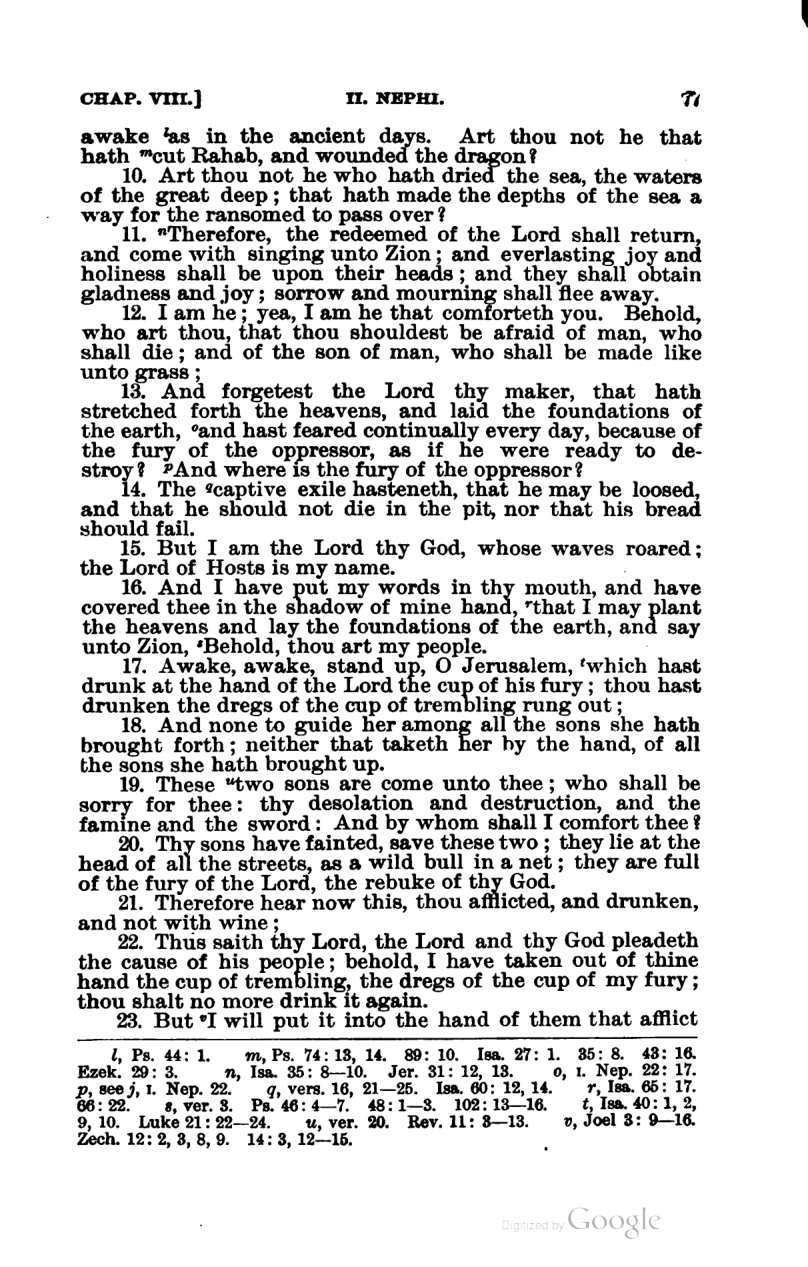 CHAP. VIII.] II. NEPHI. 71
awake ˡas in the ancient days. Art thou not he that
hath ᵐcut Rahab, and wounded the dragon?
10. Art thou not he who hath dried the sea, the waters
of the great deep; that hath made the depths of the sea a
way for the ransomed to pass over?
11. ⁿTherefore, the redeemed of the Lord shall return,
and come with singing unto Zion; and everlasting joy and
holiness shall be upon their heads; and they shall obtain
gladness and joy; sorrow and mourning shall flee away.
12. I am he; yea, I am he that comforteth you. Behold,
who art thou, that thou shouldest be afraid of man, who
shall die; and of the son of man, who shall be made like
unto grass;
13. And forgetest the Lord thy maker, that hath
stretched forth the heavens, and laid the foundations of
the earth, ᵒand hast feared continually every day, because of
the fury of the oppressor, as if he were ready to de-
stroy? ᵖAnd where is the fury of the oppressor?
14. The ᑫcaptive exile hasteneth, that he may be loosed,
and that he should not die in the pit, nor that his bread
should fail.
15. But I am the Lord thy God, whose waves roared;
the Lord of Hosts is my name.
16. And I have put my words in thy mouth, and have
covered thee in the shadow of mine hand, ʳthat I may plant
the heavens and lay the foundations of the earth, and say
unto Zion, ˢBehold, thou art my people.
17. Awake, awake, stand up, O Jerusalem, ᵗwhich hast
drunk at the hand of the Lord the cup of his fury; thou hast
drunken the dregs of the cup of trembling rung out;
18. And none to guide her among all the sons she hath
brought forth; neither that taketh her by the hand, of all
the sons she hath brought up.
19. These ᵘtwo sons are come unto thee; who shall be
sorry for thee: thy desolation and destruction, and the
famine and the sword: And by whom shall I comfort thee?
20. Thy sons have fainted, save these two; they lie at the
head of all the streets, as a wild bull in a net; they are full
of the fury of the Lord, the rebuke of thy God.
21. Therefore hear now this, thou afflicted, and drunken,
and not with wine;
22. Thus saith thy Lord, the Lord and thy God pleadeth
the cause of his people; behold, I have taken out of thine
hand the cup of trembling, the dregs of the cup of my fury;
thou shalt no more drink it again.
23. But ᵛI will put it into the hand of them that afflict
l, Ps. 44: 1. m, Ps. 74: 13, 14. 89: 10. Isa. 27: 1. 35: 8. 43: 16.
Ezek. 29: 3. n, Isa. 35: 8—10. Jer. 31: 12, 13. o, I. Nep. 22: 17.
p, see j, I. Nep. 22. q, vers. 16, 21—25. Isa. 60: 12, 14. r, Isa. 65: 17.
66: 22. s, ver. 3. Ps. 46: 4—7. 48: 1—3. 102: 13—16. t, Isa. 40: 1, 2,
9, 10. Luke 21: 22—24. u, ver. 20. Rev. 11: 3—13. v, Joel 3: 9—16.
Zech. 12: 2, 3, 8, 9. 14: 3, 12—15.
Digitized by Google